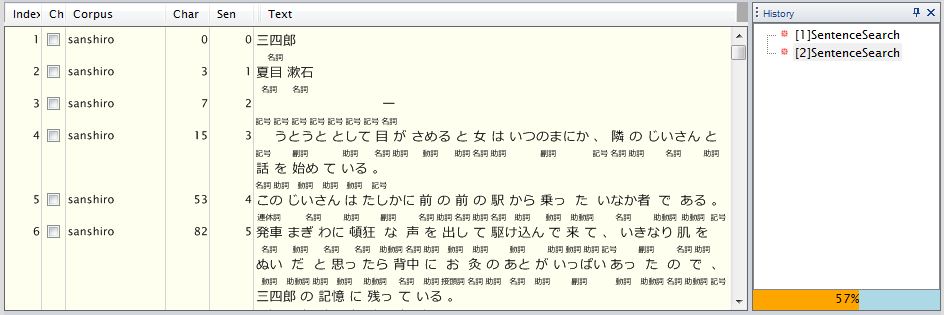 Index Ch Corpus Char Sen Text
1 sanshiro 0 0 三四郎
名詞
2 sanshiro 3 1 夏目 漱石
名詞 名詞
3 sanshiro 7 2 一
記号 記号 記号 記号 記号 記号 記号 名詞
4 sanshiro 15 3 うとうと として 目 が さめる と 女 は いつのまにか 、 隣 の じいさん と
記号 副詞 助詞 名詞 助詞 動詞 助詞 名詞 助詞 副詞 記号 名詞 助詞 名詞 助詞
話 を 始め て いる 。
名詞 助詞 動詞 助詞 動詞 記号
5 sanshiro 53 4 この じいさん は たしかに 前 の 前 の 駅 から 乗っ た いなか者 で ある 。
連体詞 名詞 助詞 副詞 名詞 助詞 名詞 助詞 名詞 助詞 動詞 助動詞 名詞 助動詞 助動詞 記号
6 sanshiro 82 5 発車 まぎ わに 頓狂 な 声 を 出し て 駆け込ん で 来 て 、 いきなり 肌 を
名詞 動詞 動詞 名詞 助動詞 名詞 助詞 動詞 助詞 動詞 助詞 動詞 助詞 記号 副詞 名詞 助詞
ぬい だ と 思っ たら 背中 に お 灸 の あと が いっぱい あっ た の で 、
動詞 助動詞 助詞 動詞 助動詞 名詞 助詞 接頭詞 名詞 助詞 名詞 助詞 副詞 動詞 助動詞 名詞 助動詞 記号
三四郎 の 記憶 に 残っ て いる 。
History
[1]SentenceSearch
[2]SentenceSearch
57%